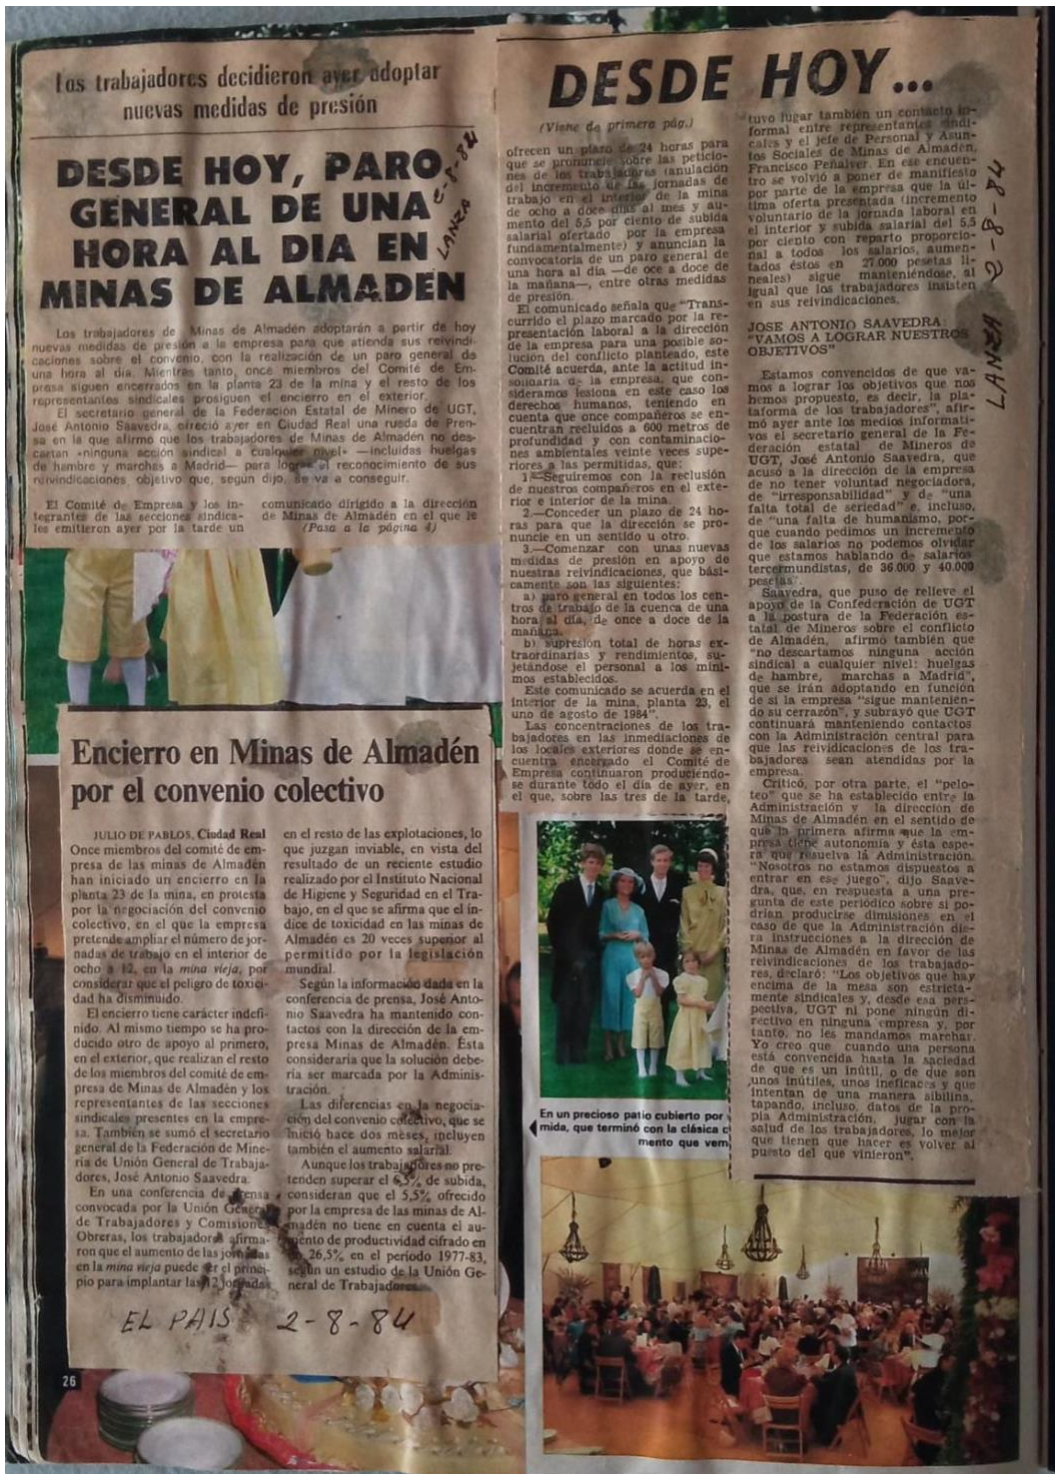 Los trabajadores decidieron ayer adoptar
nuevas medidas de presión
DESDE HOY, PARO
GENERAL DE UNA
HORA AL DIA EN
MINAS DE ALMADEN
LANZA 2-8-84
Los trabajadores de Minas de Almadén adoptarán a partir de hoy
nuevas medidas de presión a la empresa para que atienda sus reivindi-
caciones sobre el convenio, con la realización de un paro general de
una hora al día. Mientras tanto, once miembros del Comité de Em-
presa siguen encerrados en la planta 23 de la mina y el resto de los
representantes sindicales prosiguen el encierro en el exterior.
El secretario general de la Federación Estatal de Minero de UGT,
José Antonio Saavedra, ofreció ayer en Ciudad Real una rueda de Pren-
sa en la que afirmó que los trabajadores de Minas de Almadén no des-
cartan «ninguna acción sindical a cualquier nivel» —incluidas huelgas
de hambre y marchas a Madrid— para lograr el reconocimiento de sus
reivindicaciones, objetivo que, según dijo, se va a conseguir.
El Comité de Empresa y los in-
tegrantes de las secciones sindica-
les emitieron ayer por la tarde un
comunicado dirigido a la dirección
de Minas de Almadén en el que le
(Pasa a la página 4)
DESDE HOY...
(Viene de primera pág.)
ofrecen un plazo de 24 horas para
que se pronuncie sobre las peticio-
nes de los trabajadores (anulación
del incremento de las jornadas de
trabajo en el interior de la mina
de ocho a doce días al mes y au-
mento del 5,5 por ciento de subida
salarial ofertado por la empresa
fundamentalmente) y anuncian la
convocatoria de un paro general de
una hora al día —de oce a doce de
la mañana—, entre otras medidas
de presión.
El comunicado señala que "Trans-
currido el plazo marcado por la re-
presentación laboral a la dirección
de la empresa para una posible so-
lución del conflicto planteado, este
Comité acuerda, ante la actitud in-
solidaria de la empresa, que con-
sideramos lesiona en este caso los
derechos humanos, teniendo en
cuenta que once compañeros se en-
cuentran recluidos a 600 metros de
profundidad y con contaminacio-
nes ambientales veinte veces supe-
riores a las permitidas, que:
1.—Seguiremos con la reclusión
de nuestros compañeros en el exte-
rior e interior de la mina.
2.—Conceder un plazo de 24 ho-
ras para que la dirección se pro-
nuncie en un sentido u otro.
3.—Comenzar con unas nuevas
medidas de presión en apoyo de
nuestras reivindicaciones, que bási-
camente son las siguientes:
a) paro general en todos los cen-
tros de trabajo de la cuenca de una
hora al día, de once a doce de la
mañana.
b) supresión total de horas ex-
traordinarias y rendimientos, su-
jetándose el personal a los míni-
mos establecidos.
Este comunicado se acuerda en el
interior de la mina, planta 23, el
uno de agosto de 1984".
Las concentraciones de los tra-
bajadores en las inmediaciones de
los locales exteriores donde se en-
cuentra encerrado el Comité de
Empresa continuaron produciéndo-
se durante todo el día de ayer, en
el que, sobre las tres de la tarde,
tuvo lugar también un contacto in-
formal entre representantes sindi-
cales y el jefe de Personal y Asun-
tos Sociales de Minas de Almadén,
Francisco Peñalver. En ese encuen-
tro se volvió a poner de manifiesto
por parte de la empresa que la úl-
tima oferta presentada (incremento
voluntario de la jornada laboral en
el interior y subida salarial del 5,5
por ciento con reparto proporcio-
nal a todos los salarios, aumen-
tados éstos en 27.000 pesetas li-
neales) sigue manteniéndose, al
igual que los trabajadores insisten
en sus reivindicaciones.
LANZA 2-8-84
JOSE ANTONIO SAAVEDRA:
"VAMOS A LOGRAR NUESTROS
OBJETIVOS"
Estamos convencidos de que va-
mos a lograr los objetivos que nos
hemos propuesto, es decir, la pla-
taforma de los trabajadores", afir-
mó ayer ante los medios informati-
vos el secretario general de la Fe-
deración estatal de Mineros de
UGT, José Antonio Saavedra, que
acusó a la dirección de la empresa
de no tener voluntad negociadora,
de "irresponsabilidad" y de "una
falta total de seriedad" e, incluso,
de "una falta de humanismo, por-
que cuando pedimos un incremento
de los salarios no podemos olvidar
que estamos hablando de salarios
tercermundistas, de 36.000 y 40.000
pesetas".
Saavedra, que puso de relieve el
apoyo de la Confederación de UGT
a la postura de la Federación es-
tatal de Mineros sobre el conflicto
de Almadén, afirmó también que
"no descartamos ninguna acción
sindical a cualquier nivel: huelgas
de hambre, marchas a Madrid",
que se irán adoptando en función
de si la empresa "sigue mantenien-
do su cerrazón", y subrayó que UGT
continuará manteniendo contactos
con la Administración central para
que las reividicaciones de los tra-
bajadores sean atendidas por la
empresa.
Criticó, por otra parte, el "pelo-
teo" que se ha establecido entre la
Administración y la dirección de
Minas de Almadén en el sentido de
que la primera afirma que la em-
presa tiene autonomía y ésta espe-
ra que resuelva la Administración.
"Nosotros no estamos dispuestos a
entrar en ese juego", dijo Saave-
dra, que, en respuesta a una pre-
gunta de este periódico sobre si po-
drían producirse dimisiones en el
caso de que la Administración die-
ra instrucciones a la dirección de
Minas de Almadén en favor de las
reivindicaciones de los trabajado-
res, declaró: "Los objetivos que hay
encima de la mesa son estricta-
mente sindicales y, desde esa pers-
pectiva, UGT ni pone ningún di-
rectivo en ninguna empresa y, por
tanto, no les mandamos marchar.
Yo creo que cuando una persona
está convencida hasta la saciedad
de que es un inútil, o de que son
unos inútiles, unos ineficaces y que
intentan de una manera sibilina,
tapando, incluso, datos de la pro-
pia Admimistración, jugar con la
salud de los trabajadores, lo mejor
que tienen que hacer es volver al
puesto del que vinieron".
Encierro en Minas de Almadén
por el convenio colectivo
JULIO DE PABLOS, Ciudad Real
Once miembros del comité de em-
presa de las minas de Almadén
han iniciado un encierro en la
planta 23 de la mina, en protesta
por la negociación del convenio
colectivo, en el que la empresa
pretende ampliar el número de jor-
nadas de trabajo en el interior de
ocho a 12, en la mina vieja, por
considerar que el peligro de toxici-
dad ha disminuido.
El encierro tiene carácter indefi-
nido. Al mismo tiempo se ha pro-
ducido otro de apoyo al primero,
en el exterior, que realizan el resto
de los miembros del comité de em-
presa de Minas de Almadén y los
representantes de las secciones
sindicales presentes en la empre-
sa. También se sumó el secretario
general de la Federación de Mine-
ría de Unión General de Trabaja-
dores, José Antonio Saavedra.
En una conferencia de prensa
convocada por la Unión General
de Trabajadores y Comisiones
Obreras, los trabajadores afirma-
ron que el aumento de las jornadas
en la mina vieja puede ser el princi-
pio para implantar las 12 jornadas
en el resto de las explotaciones, lo
que juzgan inviable, en vista del
resultado de un reciente estudio
realizado por el Instituto Nacional
de Higiene y Seguridad en el Tra-
bajo, en el que se afirma que el ín-
dice de toxicidad en las minas de
Almadén es 20 veces superior al
permitido por la legislación
mundial.
Según la información dada en la
conferencia de prensa, José Anto-
nio Saavedra ha mantenido con-
tactos con la dirección de la em-
presa Minas de Almadén. Ésta
consideraría que la solución debe-
ría ser marcada por la Adminis-
tración.
Las diferencias en la negocia-
ción del convenio colectivo, que se
inició hace dos meses, incluyen
también el aumento salarial.
Aunque los trabajadores no pre-
tenden superar el 6,5% de subida,
consideran que el 5,5% ofrecido
por la empresa de las minas de Al-
madén no tiene en cuenta el au-
mento de productividad cifrado en
26,5% en el período 1977-83,
según un estudio de la Unión Ge-
neral de Trabajadores.
EL PAIS 2-8-84
En un precioso patio cubierto por
mida, que terminó con la clásica c
mento que vem
26